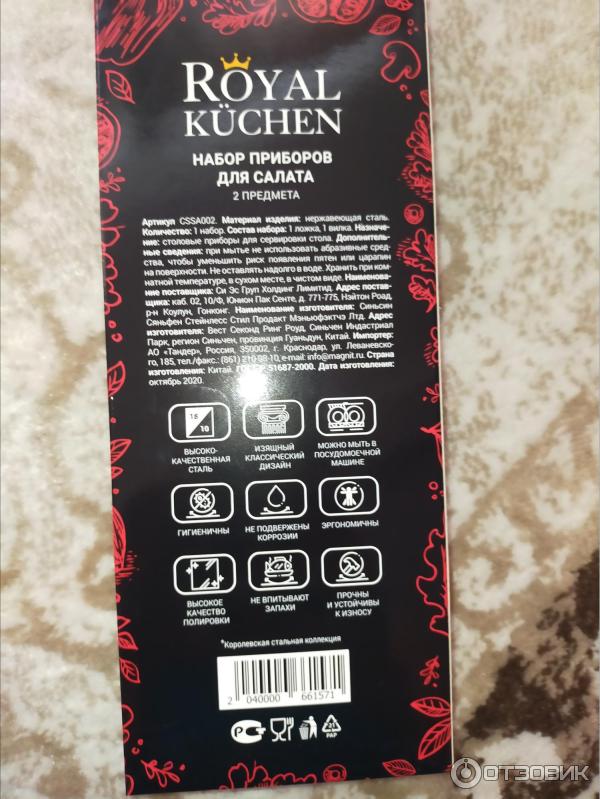 ROYAL
KÜCHEN
НАБОР ПРИБОРОВ
ДЛЯ САЛАТА
2 ПРЕДМЕТА
Артикул CSSA002. Материал изделия: нержавеющая сталь.
Количество: 1 набор. Состав набора: 1 ложка, 1 вилка. Назначе-
ние: столовые приборы для сервировки стола. Дополнитель-
ные сведения: при мытье не использовать абразивные сред-
ства, чтобы уменьшить риск появления пятен или царапин
на поверхности. Не оставлять надолго в воде. Хранить при ком-
натной температуре, в сухом месте, в чистом виде. Наименова-
ние поставщика: Си Эс Груп Холдинг Лимитид. Адрес постав-
щика: каб. 02, 10/Ф, Юнион Пак Сенте, д. 771-775, Нэйтон Роад,
р-н Коулун, Гонконг. Наименование изготовителя: Синьсин
Сяньфен Стейнлесс Стил Продакт Мэньюфэктчэ Лтд. Адрес
изготовителя: Вест Секонд Ринг Роуд, Синьчен Индастриал
Парк, регион Синьчен, провинция Гуаньдун, Китай. Импортер:
АО «Тандер», Россия, 350002, г. Краснодар, ул. Леваневско-
го, 185, тел./факс.: (861) 210-98-10, e-mail: info@magnit.ru. Страна
изготовления: Китай. 51687-2000. Дата изготовления:
октябрь 2020.
18
10
ВЫСОКО-
КАЧЕСТВЕННАЯ
СТАЛЬ
ИЗЯЩНЫЙ
КЛАССИЧЕСКИЙ
ДИЗАЙН
МОЖНО МЫТЬ В
ПОСУДОМОЕЧНОЙ
МАШИНЕ
ГИГИЕНИЧНЫ
НЕ ПОДВЕРЖЕНЫ
КОРРОЗИИ
ЭРГОНОМИЧНЫ
ВЫСОКОЕ
КАЧЕСТВО
ПОЛИРОВКИ
НЕ ВПИТЫВАЮТ
ЗАПАХИ
ПРОЧНЫ
И УСТОЙЧИВЫ
К ИЗНОСУ
*Королевская стальная коллекция
2 040000 661571
21
PAP
ОТЗОВИК